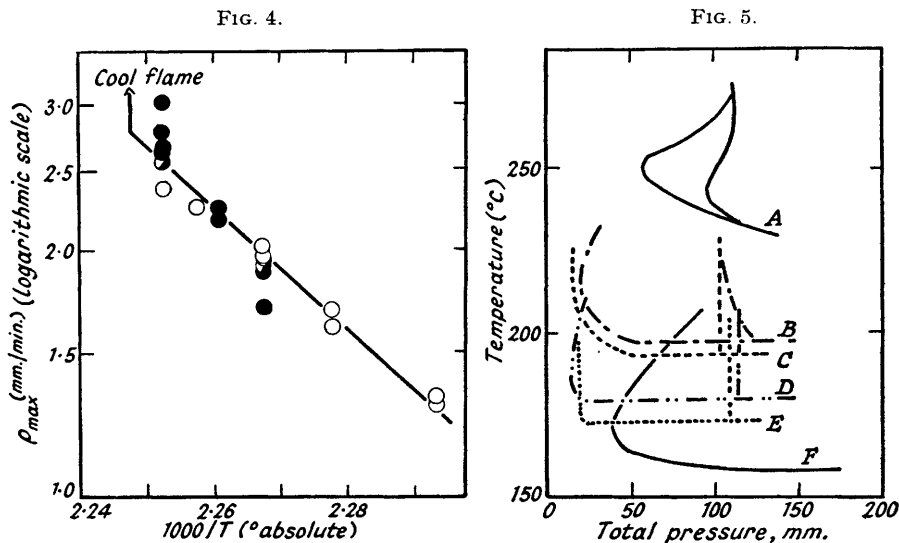 FIG. 4.
Cool flame
ρmax (mm./min.) (logarithmic scale)
3·0
2·5
2·0
1·5
1·0
2·24
2·26
2·28
1000/T (° absolute)
FIG. 5.
Temperature (°C)
250
200
150
A
B
C
D
E
F
0
50
100
150
200
Total pressure, mm.